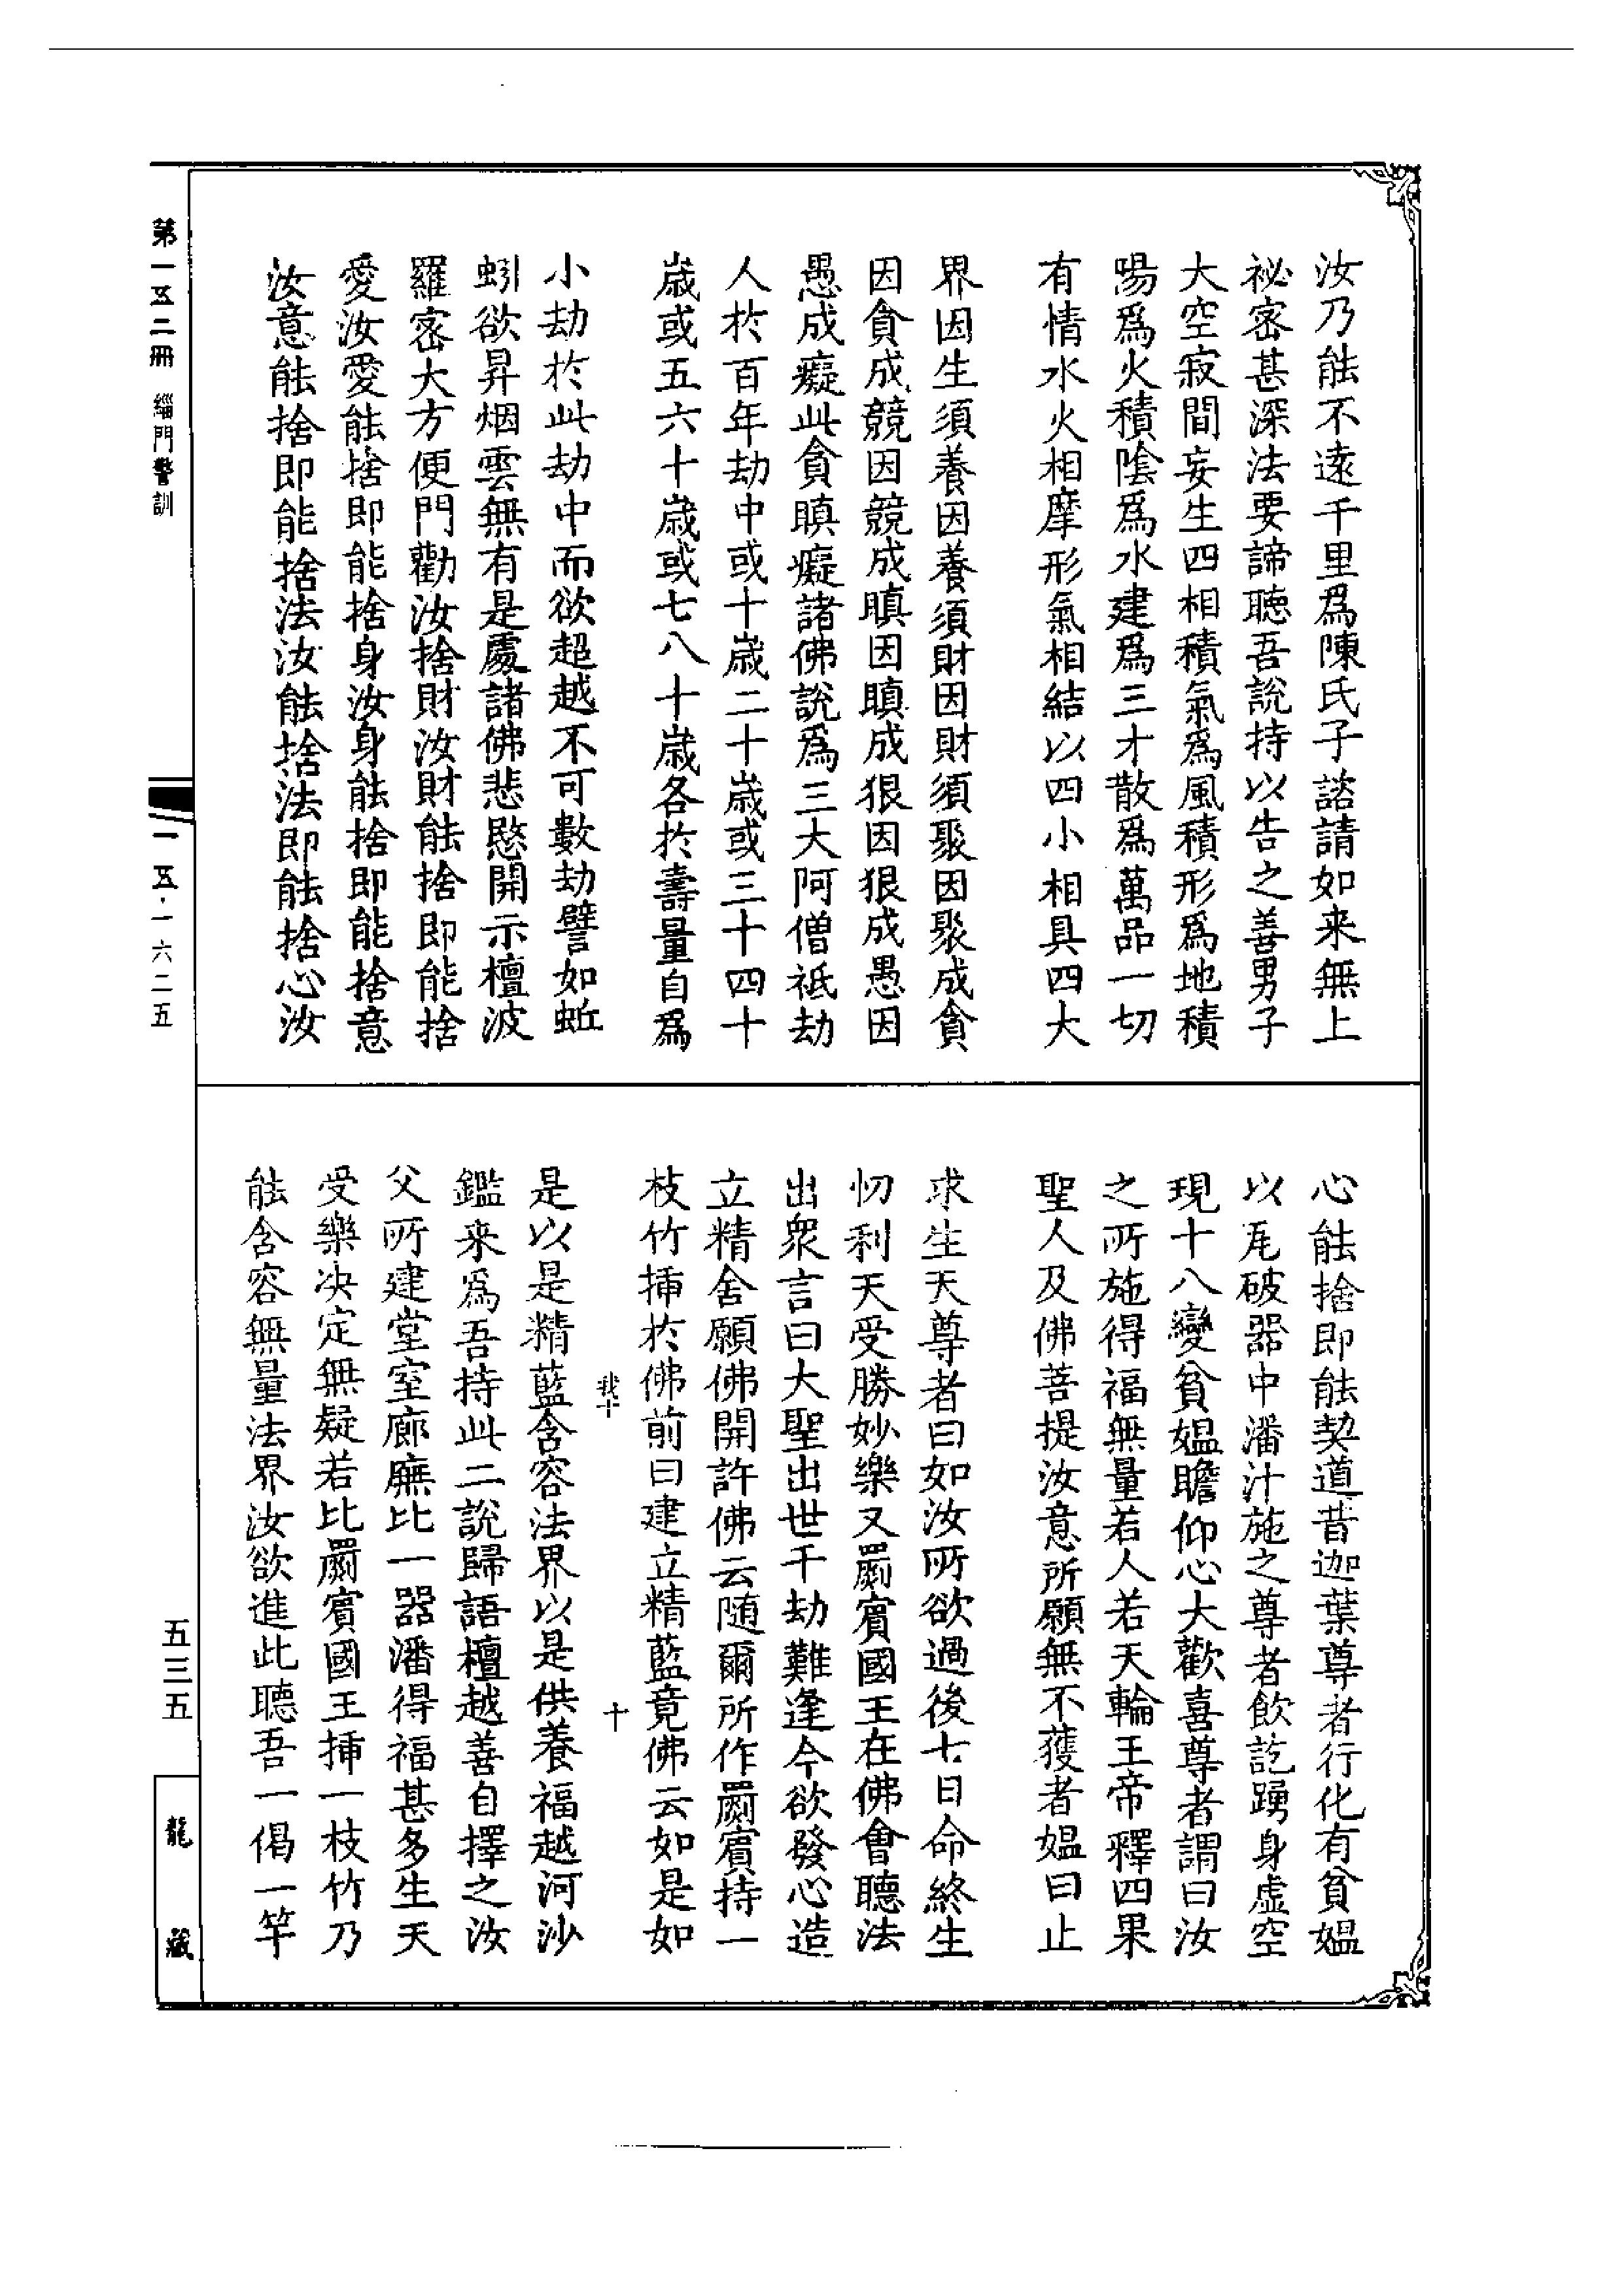 汝乃能不遠千里爲陳氏子諮請如来無上
祕密甚深法要諦聽吾說持以告之善男子
大空寂間妄生四相積氣爲風積形爲地積
陽爲火積陰爲水建爲三才散爲萬品一切
有情水火相摩形氣相結以四小相具四大
界因生須養因養須財因財須聚因聚成貪
因貪成競因競成瞋因瞋成狠因狠成愚因
愚成癡此貪瞋癡諸佛說爲三大阿僧祇劫
人於百年劫中或十歲二十歲或三十四十
歲或五六十歲或七八十歲各於壽量自爲
小劫於此劫中而欲超越不可數劫譬如蚯
蚓欲昇烟雲無有是處諸佛悲愍開示檀波
羅密大方便門勸汝捨財汝財能捨即能捨
愛汝愛能捨即能捨身汝身能捨即能捨意
汝意能捨即能捨法汝能捨法即能捨心汝
心能捨即能契道昔迦葉尊者行化有貧媼
以瓦破器中潘汁施之尊者飲訖踴身虛空
現十八變貧媼瞻仰心大歡喜尊者謂曰汝
之所施得福無量若人若天輪王帝釋四果
聖人及佛菩提汝意所願無不獲者媼曰止
求生天尊者曰如汝所欲過後七日命終生
忉利天受勝妙樂又罽賓國王在佛會聽法
出衆言曰大聖出世千劫難逢今欲發心造
立精舍願佛開許佛云随爾所作罽賓持一
枝竹挿於佛前曰建立精藍竟佛云如是如
我十
十
是以是精藍含容法界以是供養福越河沙
鑑来爲吾持此二說歸語檀越善自擇之汝
父所建堂室廊廡比一器潘得福甚多生天
受樂决定無疑若比罽賓國王挿一枝竹乃
能含容無量法界汝欲進此聽吾一偈一竿
第一五二冊 緇門警訓
一五·一六二五
五三五
龍藏